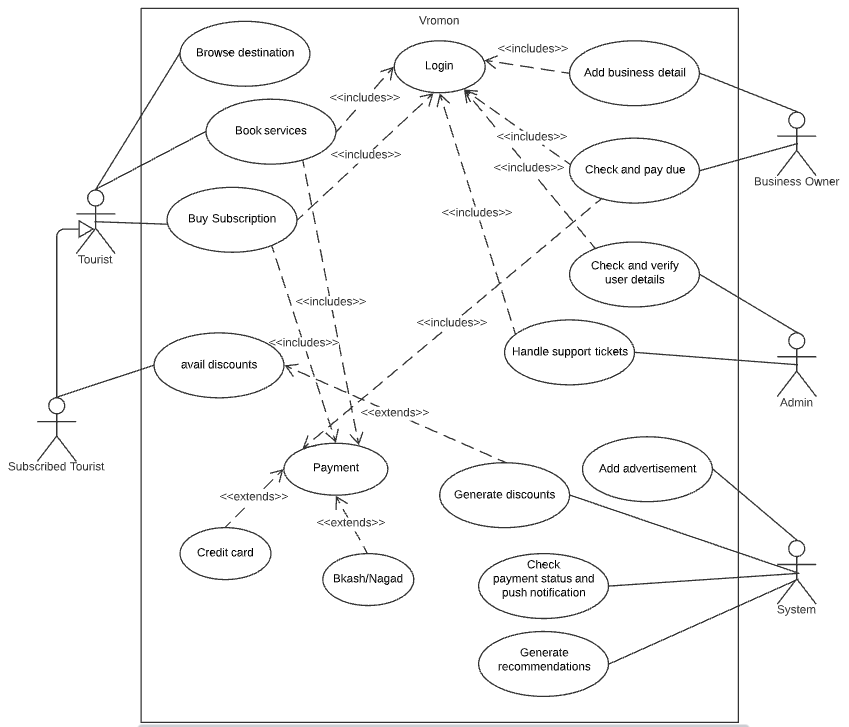 Vromon
Browse destination
Login
<<includes>>
Add business detail
<<includes>>
Book services
<<includes>>
<<includes>>
Check and pay due
<<includes>>
Business Owner
Buy Subscription
<<includes>>
Tourist
Check and verify
user details
<<includes>>
<<includes>>
<<includes>>
Handle support tickets
avail discounts
Admin
<<extends>>
Subscribed Tourist
Payment
Add advertisement
Generate discounts
<<extends>>
<<extends>>
Credit card
Bkash/Nagad
Check
payment status and
push notification
System
Generate
recommendations